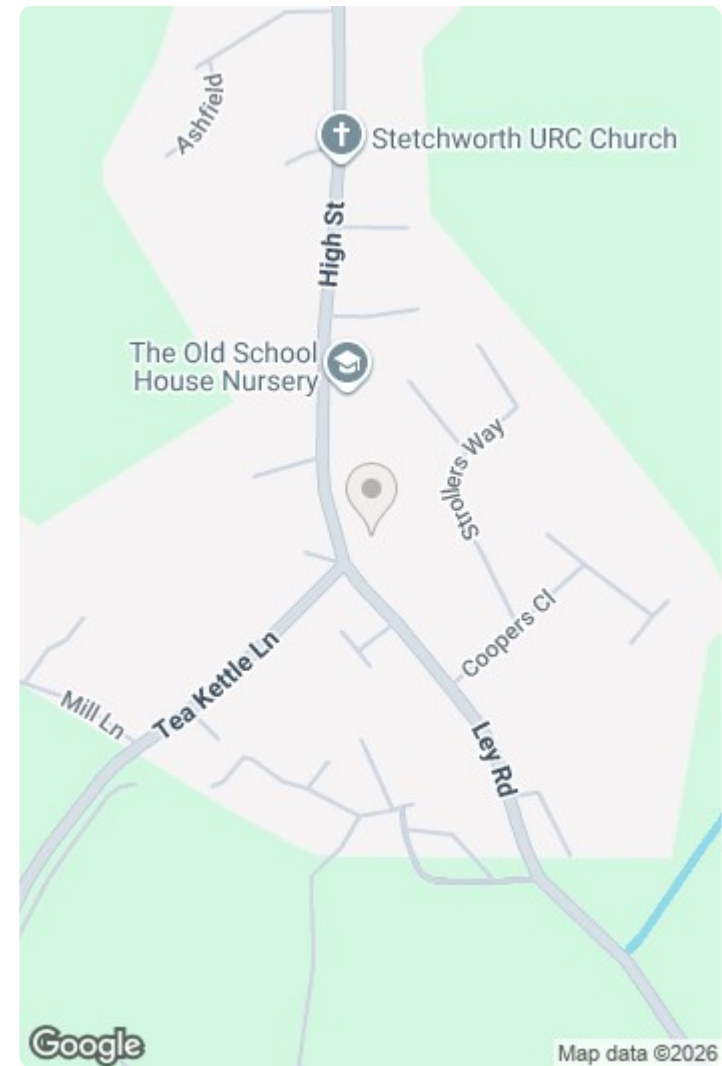 Ashfield
Stetchworth URC Church
High St
The Old School
House Nursery
Strollers Way
Coopers Cl
Tea Kettle Ln
Mill Ln
Ley Rd
Google
Map data ©2026